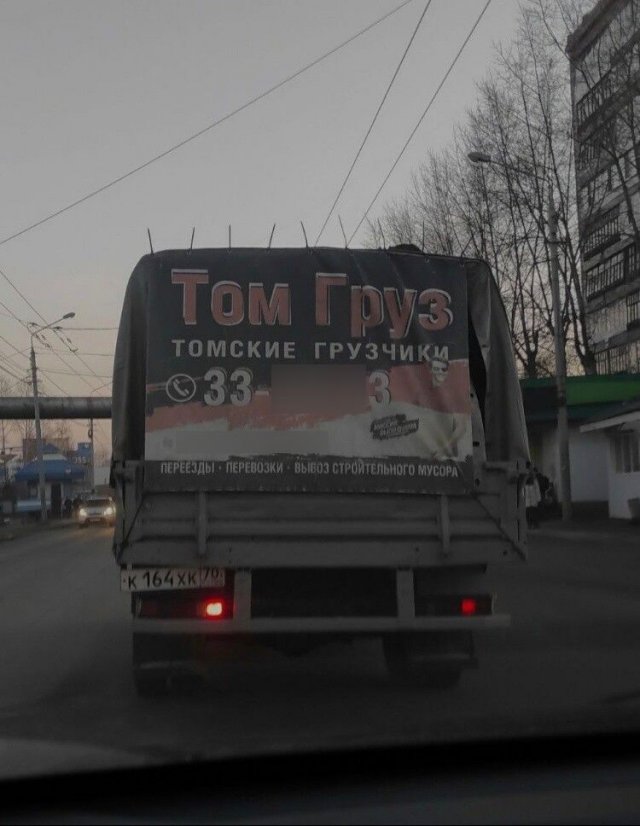 Том Груз
ТОМСКИЕ ГРУЗЧИКИ
33- 3
ПЕРЕЕЗДЫ · ПЕРЕВОЗКИ · ВЫВОЗ СТРОИТЕЛЬНОГО МУСОРА
К 164 ХК 70